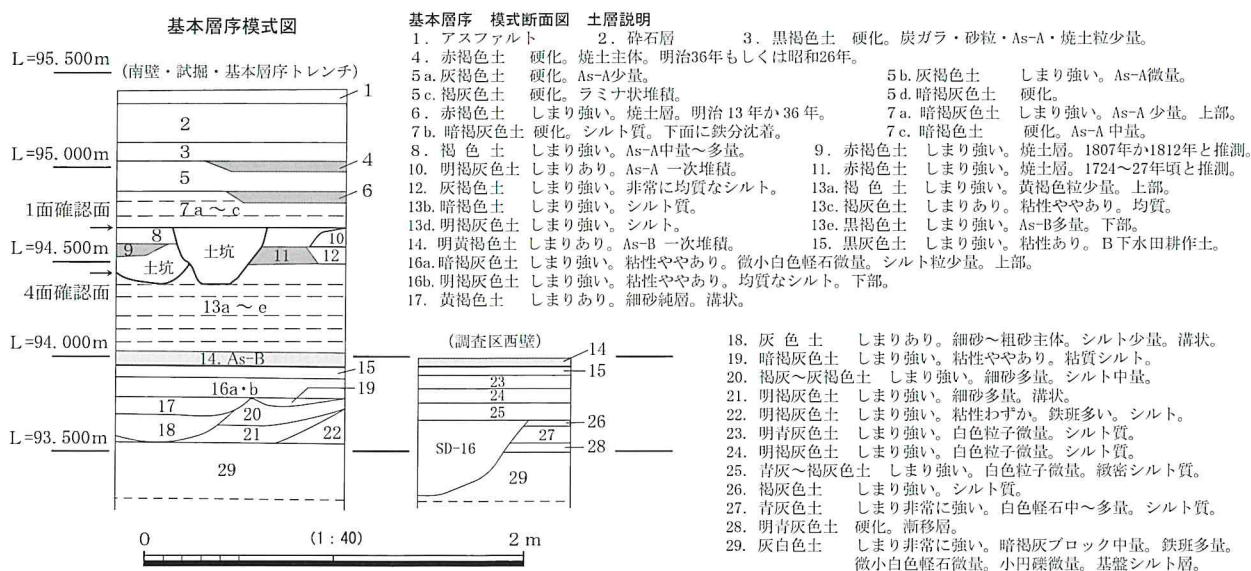 基本層序模式図
(南壁・試掘・基本層序トレンチ)
L=95.500m
L=95.000m
1面確認面
L=94.500m
4面確認面
L=94.000m
L=93.500m
1
2
3
4
5
6
7a～c
8
9
土坑
土坑
10
11
12
13a～e
14. As-B
15
16a・b
19
17
20
18
21
22
29
(調査区西壁)
14
15
23
24
25
26
27
28
SD-16
29
0 (1：40) 2m
基本層序 模式断面図 土層説明
1．アスファルト 2．砕石層 3．黒褐色土 硬化。炭ガラ・砂粒・As-A・焼土粒少量。
4．赤褐色土 硬化。焼土主体。明治36年もしくは昭和26年。
5a.灰褐色土 硬化。As-A少量。 5b.灰褐色土 しまり強い。As-A微量。
5c.褐灰色土 硬化。ラミナ状堆積。 5d.暗褐灰色土 硬化。
6．赤褐色土 しまり強い。焼土層。明治13年か36年。 7a.暗褐灰色土 しまり強い。As-A少量。上部。
7b.暗褐灰色土 硬化。シルト質。下面に鉄分沈着。 7c.暗褐色土 硬化。As-A中量。
8．褐色土 しまり強い。As-A中量～多量。 9．赤褐色土 しまり強い。焼土層。1807年か1812年と推測。
10. 明褐灰色土 しまりあり。As-A 一次堆積。 11. 赤褐色土 しまり強い。焼土層。1724～27年頃と推測。
12. 灰褐色土 しまり強い。非常に均質なシルト。 13a.褐色土 しまり強い。黄褐色粒少量。上部。
13b.暗褐色土 しまり強い。シルト質。 13c.褐灰色土 しまりあり。粘性ややあり。均質。
13d.明褐灰色土 しまり強い。シルト。 13e.黒褐色土 しまり強い。As-B多量。下部。
14. 明黄褐色土 しまりあり。As-B 一次堆積。 15. 黒灰色土 しまり強い。粘性あり。B下水田耕作土。
16a.暗褐灰色土 しまり強い。粘性ややあり。微小白色軽石微量。シルト粒少量。上部。
16b.明褐灰色土 しまり強い。粘性ややあり。均質なシルト。下部。
17. 黄褐色土 しまりあり。細砂純層。溝状。
18. 灰色土 しまりあり。細砂～粗砂主体。シルト少量。溝状。
19. 暗褐灰色土 しまり強い。粘性ややあり。粘質シルト。
20. 褐灰～灰褐色土 しまり強い。細砂多量。シルト中量。
21. 明褐灰色土 しまり強い。細砂多量。溝状。
22. 明褐灰色土 しまり強い。粘性わずか。鉄斑多い。シルト。
23. 明青灰色土 しまり強い。白色粒子微量。シルト質。
24. 明褐灰色土 しまり強い。白色粒子微量。シルト質。
25. 青灰～褐灰色土 しまり強い。白色粒子微量。緻密シルト質。
26. 褐灰色土 しまり強い。シルト質。
27. 青灰色土 しまり非常に強い。白色軽石中～多量。シルト質。
28. 明青灰色土 硬化。漸移層。
29. 灰白色土 しまり非常に強い。暗褐灰ブロック中量。鉄斑多量。
微小白色軽石微量。小円礫微量。基盤シルト層。